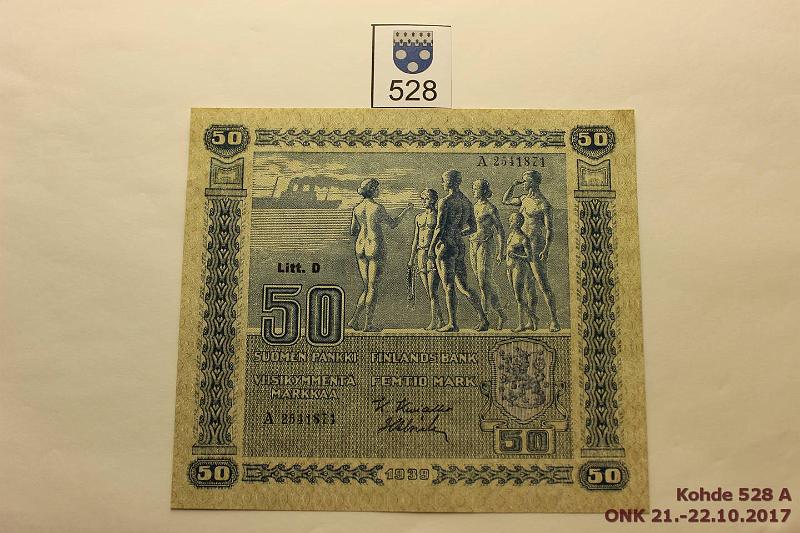 528
50 50
A 2541871
Litt. D
50
SUOMEN PANKKI FINLANDS BANK
VIISIKYMMENTÄ FEMTIO MARK
MARKKAA
A 2541871
50
50 1939 50
Kohde 528 A
ONK 21.-22.10.2017